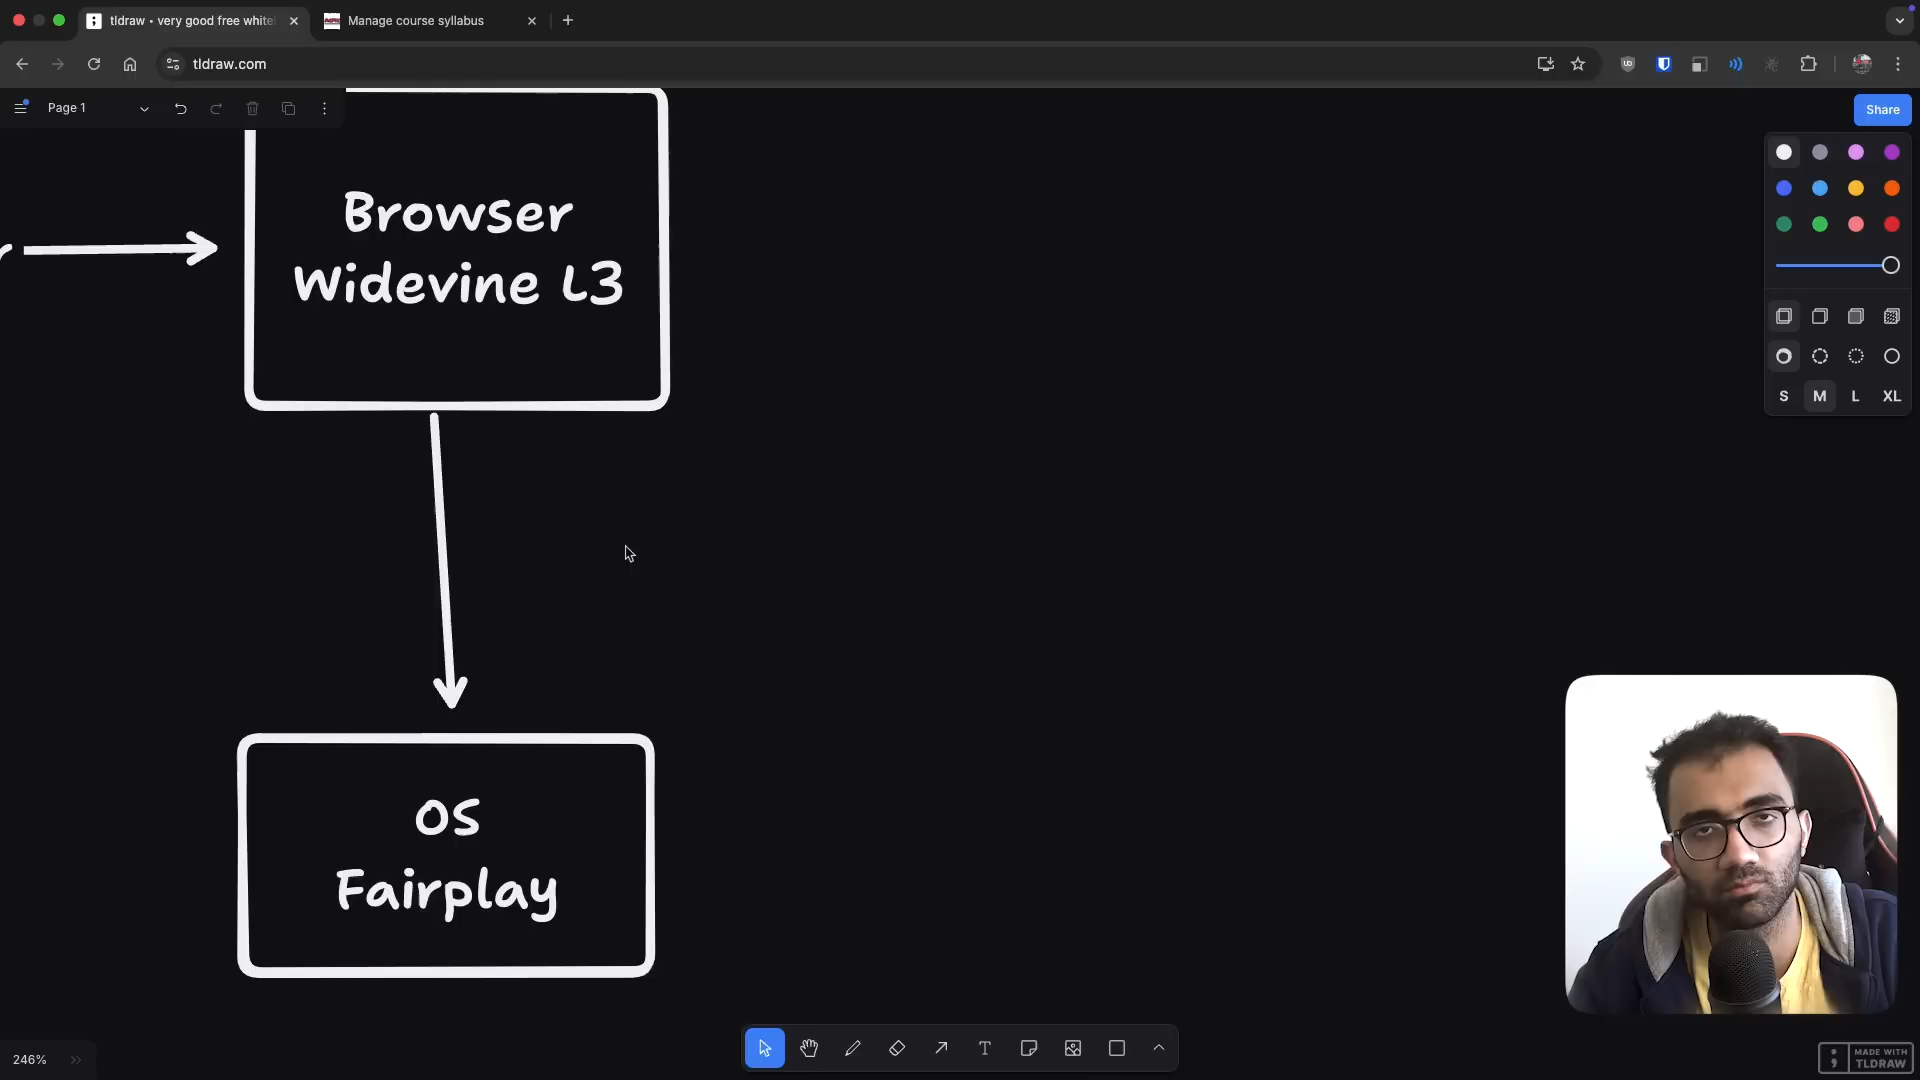 tldraw • very good free white
Manage course syllabus
tldraw.com
Page 1
Share
Browser
Widevine L3
S M L XL
OS
Fairplay
246%
MADE WITH
TLDRAW